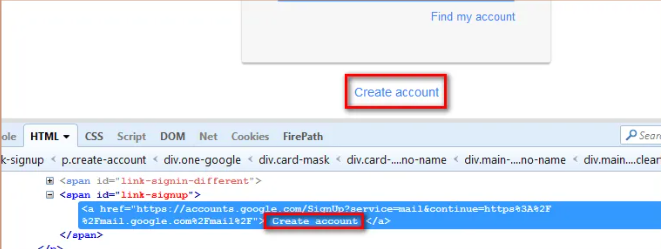 Find my account
Create account
ole HTML CSS Script DOM Net Cookies FirePath Sear
k-signup < p.create-account < div.one-google < div.card-mask < div.card-....no-name < div.main-....no-name < div.main....clear
<span id="link-signin-different">
<span id="link-signup">
<a href="https://accounts.google.com/SignUp?service=mail&continue=https%3A%2F
%2Fmail.google.com%2Fmail%2F"> Create account </a>
</span>
</p>